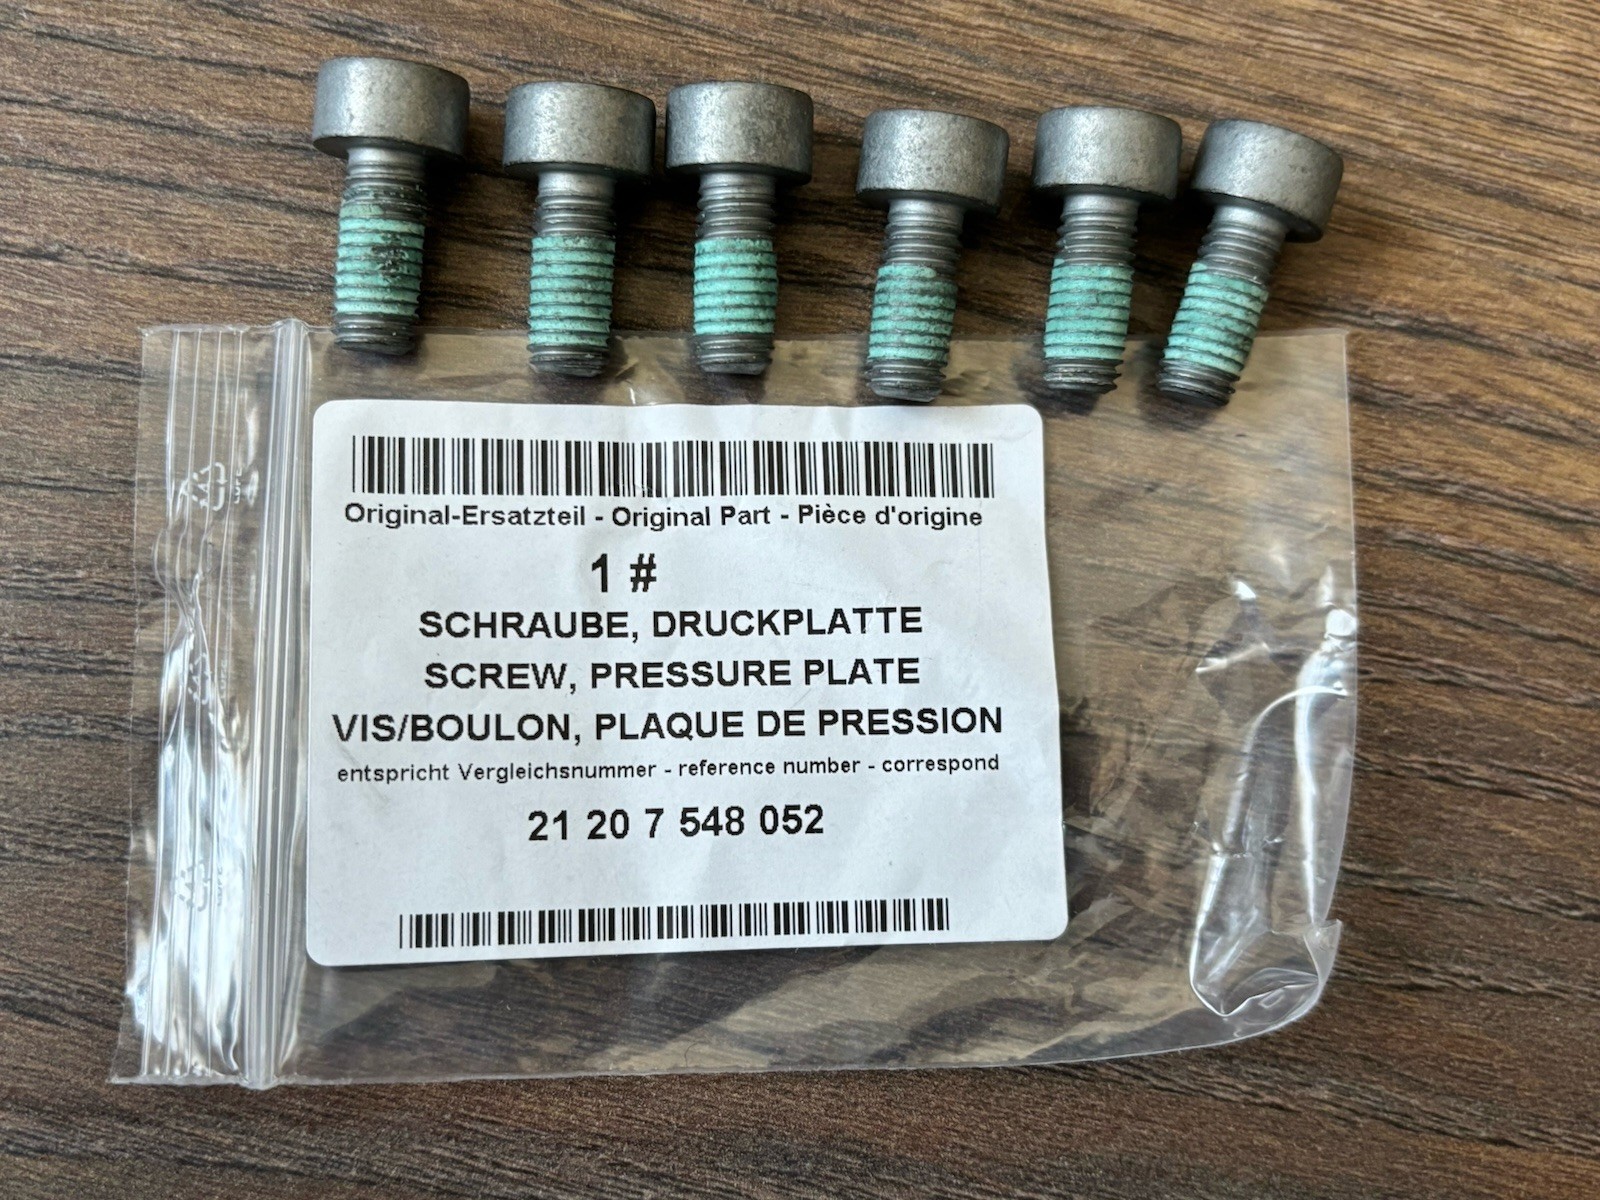 Original-Ersatzteil - Original Part - Pièce d'origine
1 #
SCHRAUBE, DRUCKPLATTE
SCREW, PRESSURE PLATE
VIS/BOULON, PLAQUE DE PRESSION
entspricht Vergleichsnummer - reference number - correspond
21 20 7 548 052